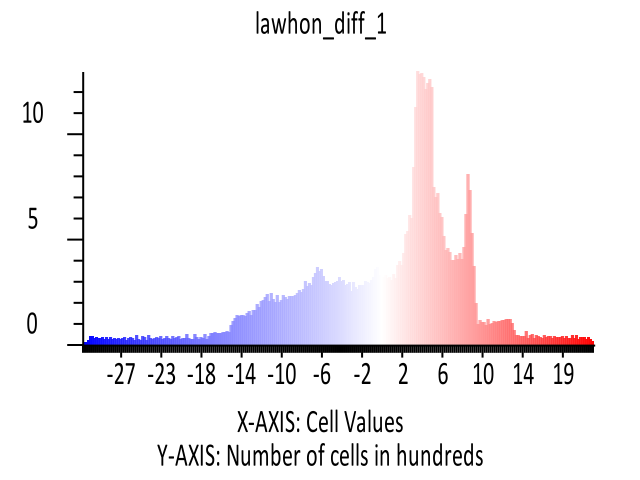 lawhon_diff_1
10
5
0
-27 -23 -18 -14 -10 -6 -2 2 6 10 14 19
X-AXIS: Cell Values
Y-AXIS: Number of cells in hundreds